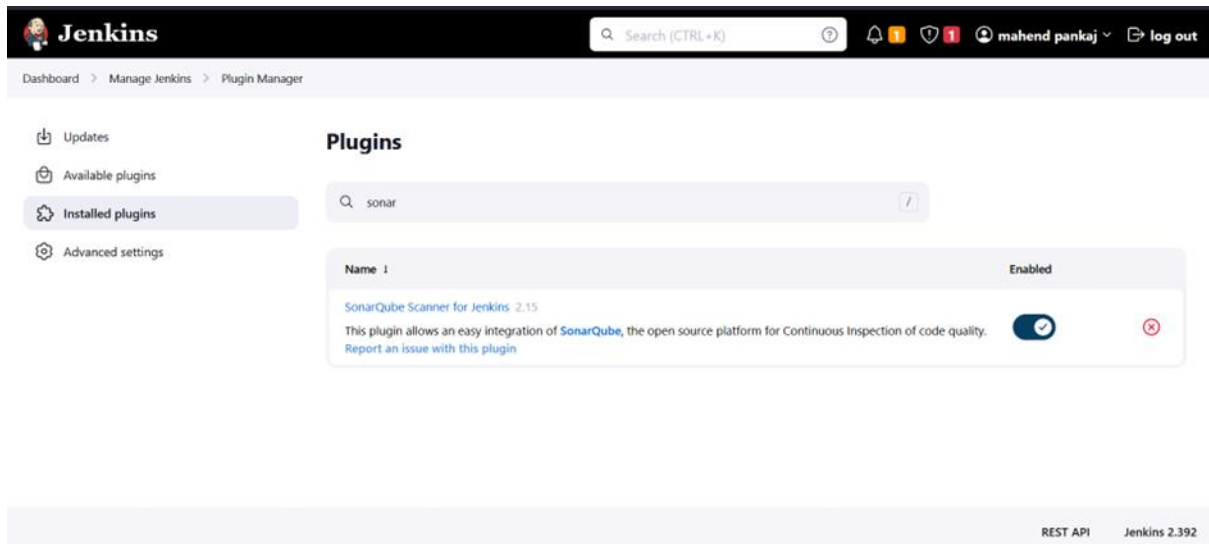 Jenkins
Search (CTRL+K)
1
1
mahend pankaj
log out
Dashboard > Manage Jenkins > Plugin Manager
Updates
Available plugins
Installed plugins
Advanced settings
Plugins
sonar
/
Name ↓
Enabled
SonarQube Scanner for Jenkins 2.15
This plugin allows an easy integration of SonarQube, the open source platform for Continuous Inspection of code quality.
Report an issue with this plugin
REST API
Jenkins 2.392